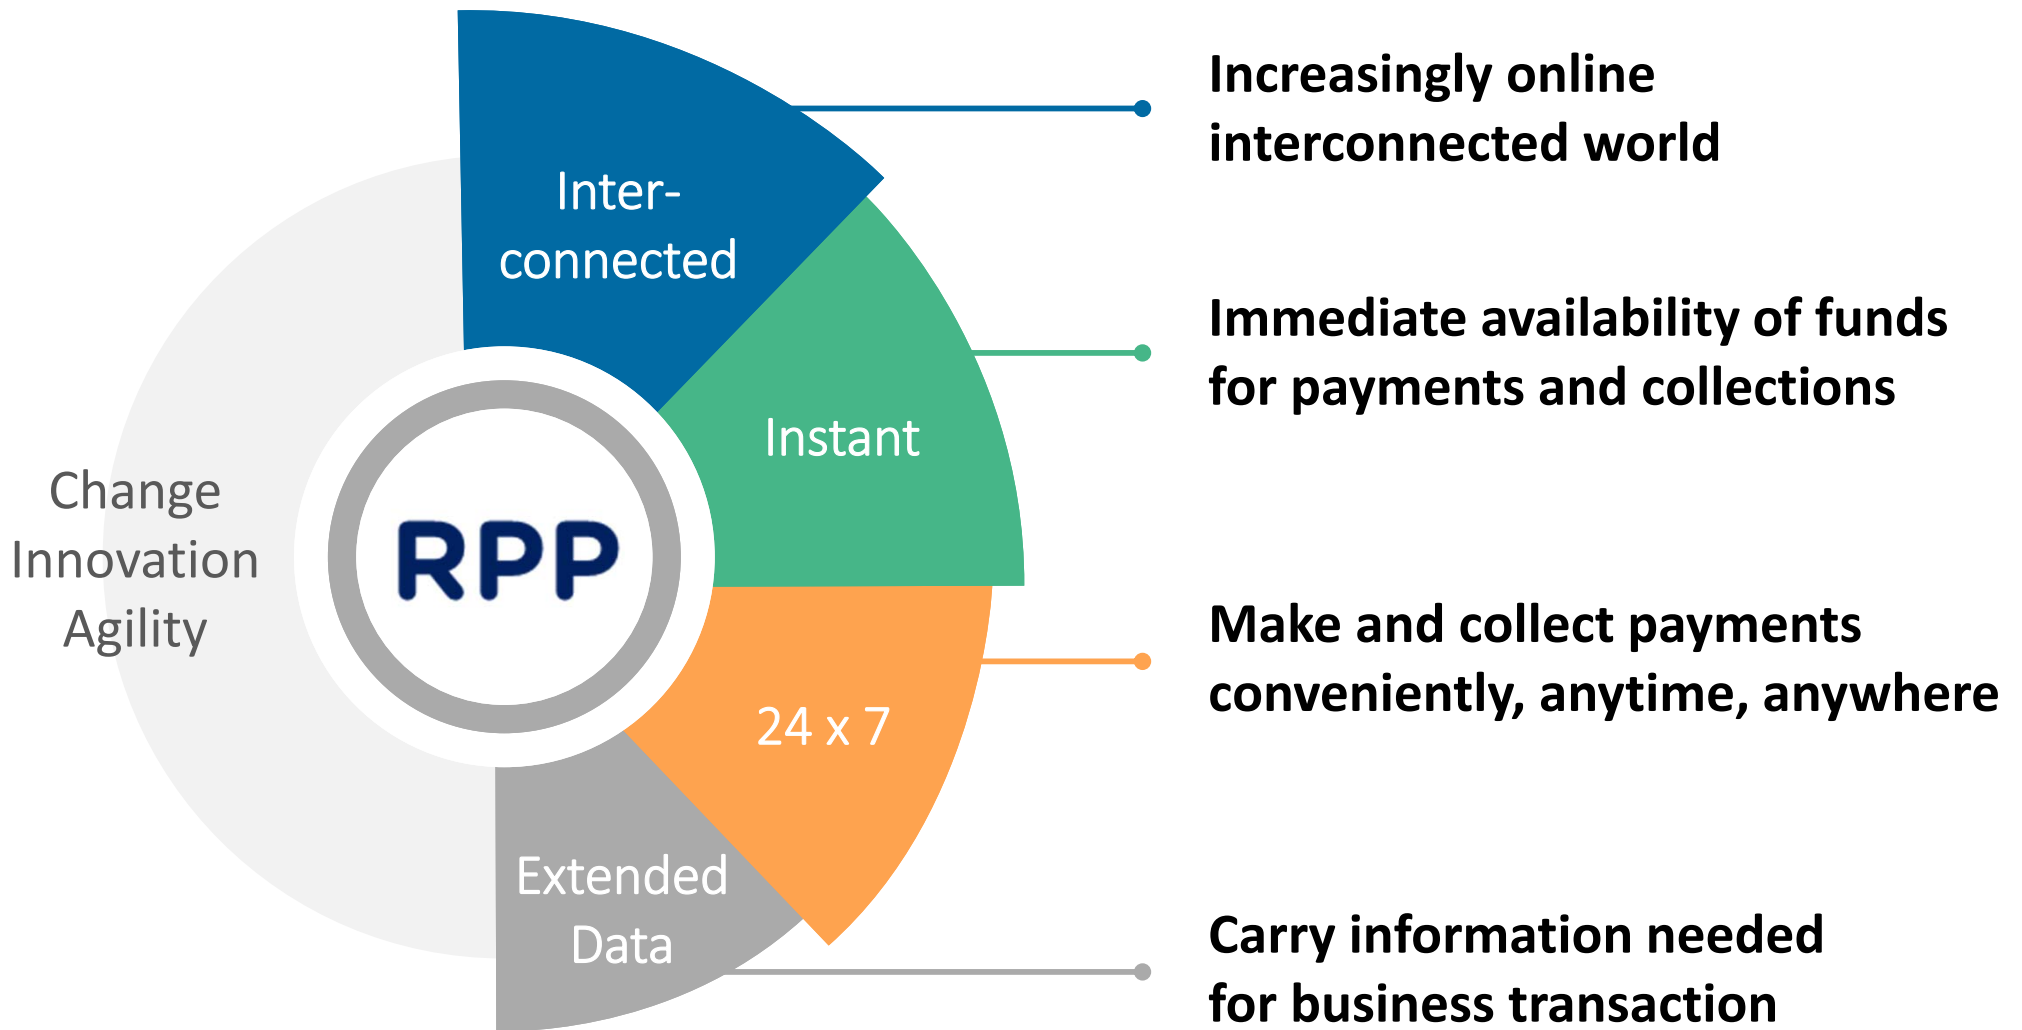 Increasingly online
interconnected world
Inter-
connected
Immediate availability of funds
for payments and collections
Instant
Change
Innovation
Agility
RPP
Make and collect payments
conveniently, anytime, anywhere
24 x 7
Extended
Data
Carry information needed
for business transaction